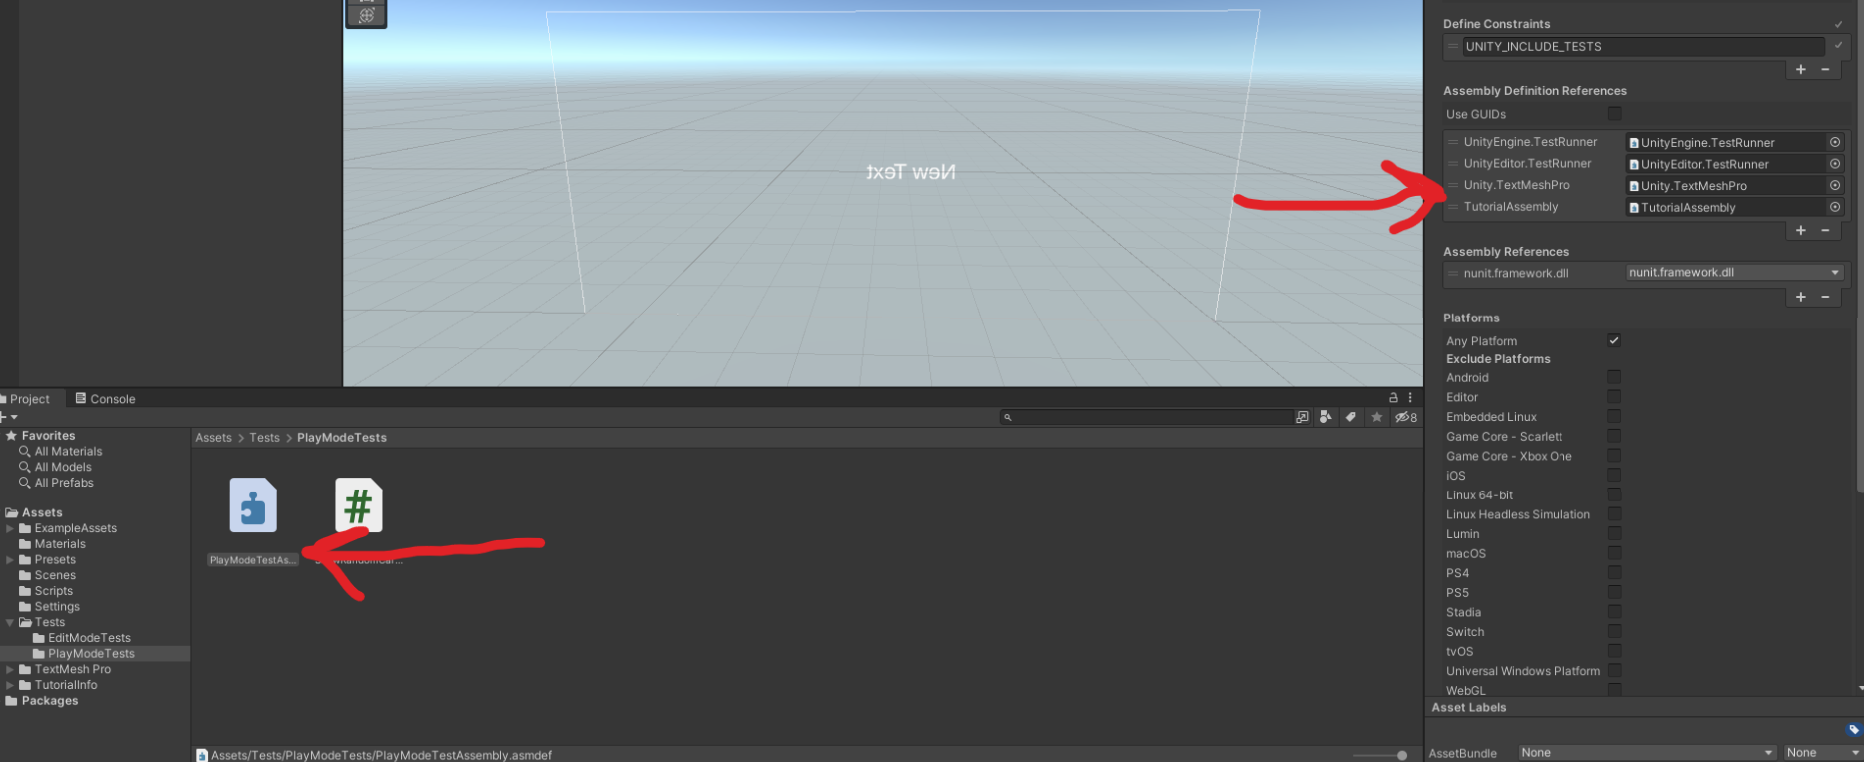 New Text
Define Constraints
UNITY_INCLUDE_TESTS
Assembly Definition References
Use GUIDs
UnityEngine.TestRunner UnityEngine.TestRunner
UnityEditor.TestRunner UnityEditor.TestRunner
Unity.TextMeshPro Unity.TextMeshPro
TutorialAssembly TutorialAssembly
Assembly References
nunit.framework.dll nunit.framework.dll
Platforms
Any Platform
Exclude Platforms
Android
Editor
Embedded Linux
Game Core - Scarlett
Game Core - Xbox One
iOS
Linux 64-bit
Linux Headless Simulation
Lumin
macOS
PS4
PS5
Stadia
Switch
tvOS
Universal Windows Platform
WebGL
Asset Labels
AssetBundle None None
Project Console
8
Favorites
All Materials
All Models
All Prefabs
Assets
ExampleAssets
Materials
Presets
Scenes
Scripts
Settings
Tests
EditModeTests
PlayModeTests
TextMesh Pro
TutorialInfo
Packages
Assets > Tests > PlayModeTests
#
PlayModeTestAs...
Assets/Tests/PlayModeTests/PlayModeTestAssembly.asmdef